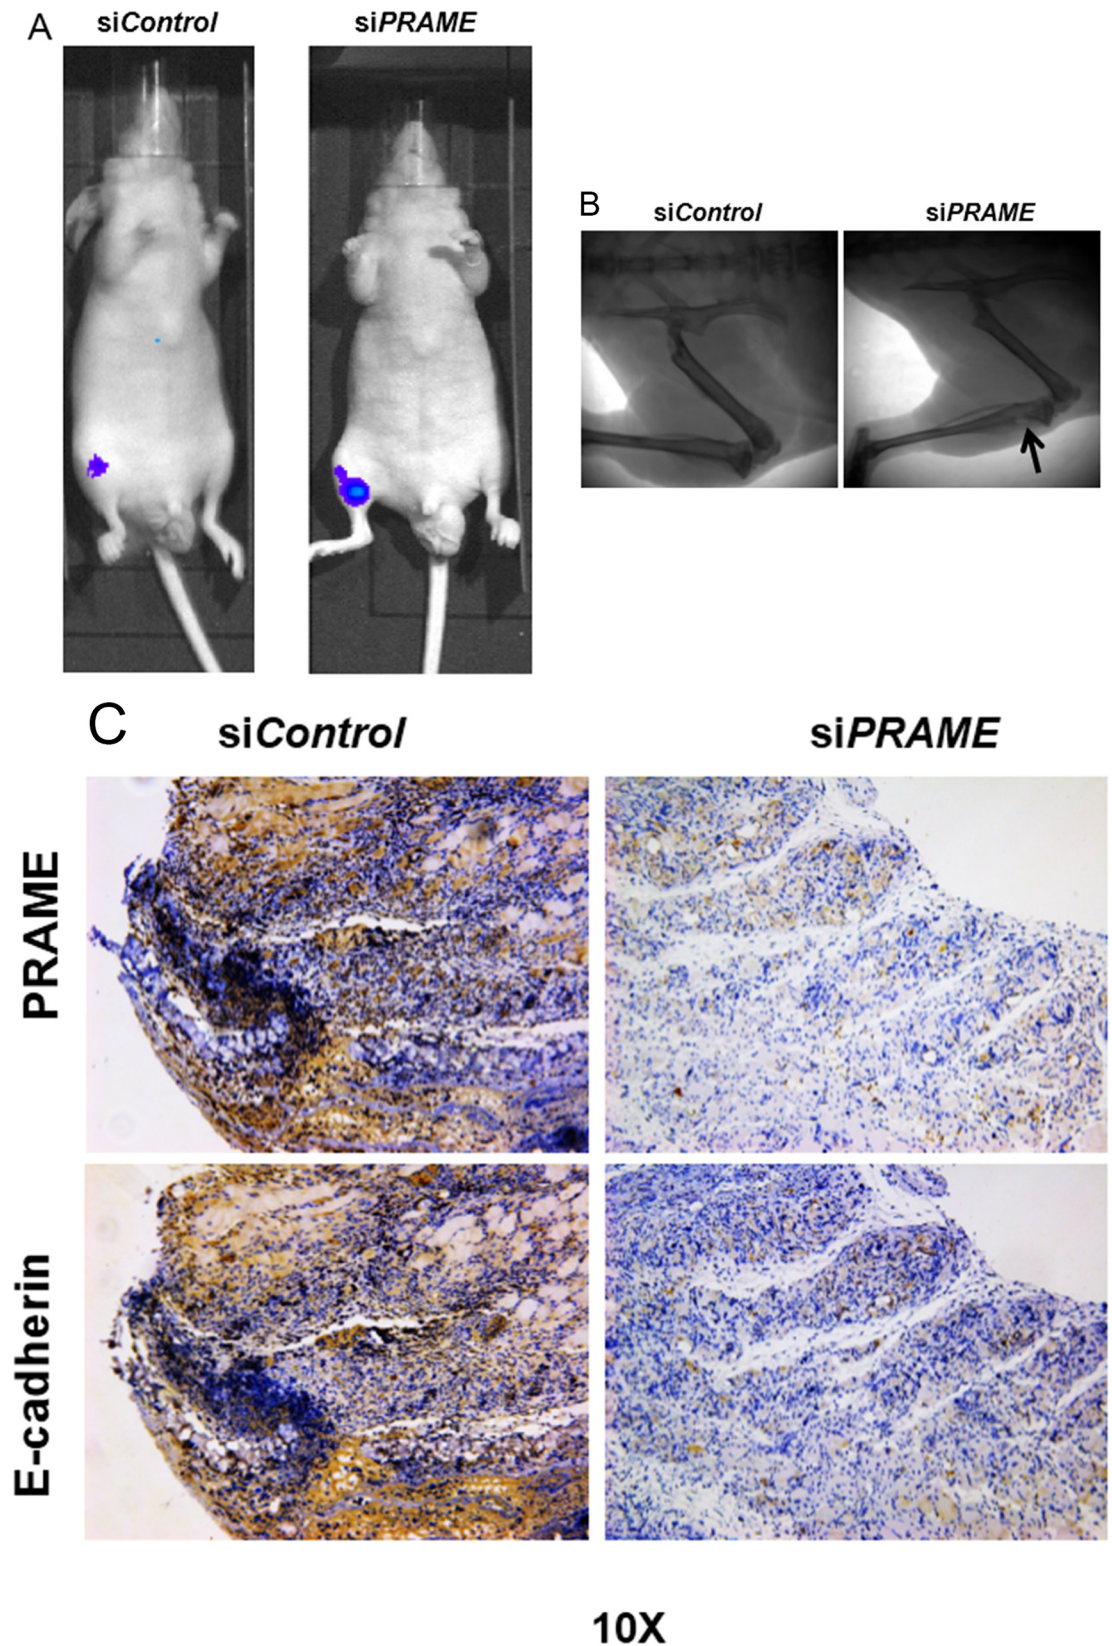 A
siControl
siPRAME
B
siControl
siPRAME
C
siControl
siPRAME
PRAME
E-cadherin
10X